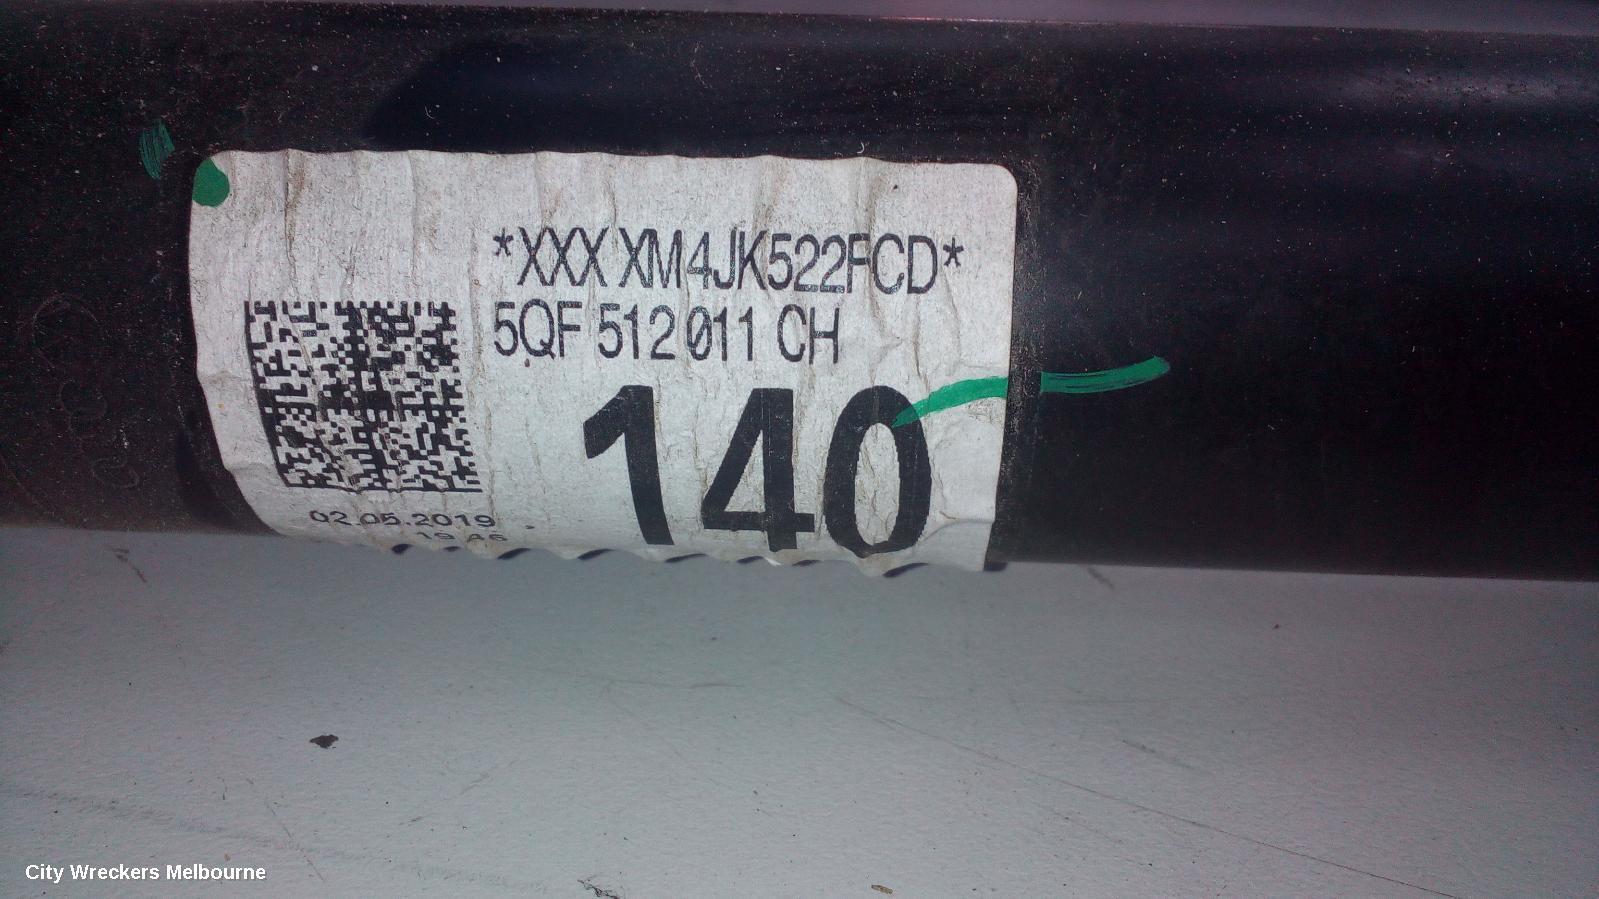 *XXX XM4JK522FCD*
5QF 512 011 CH
140
02.05.2019
City Wreckers Melbourne